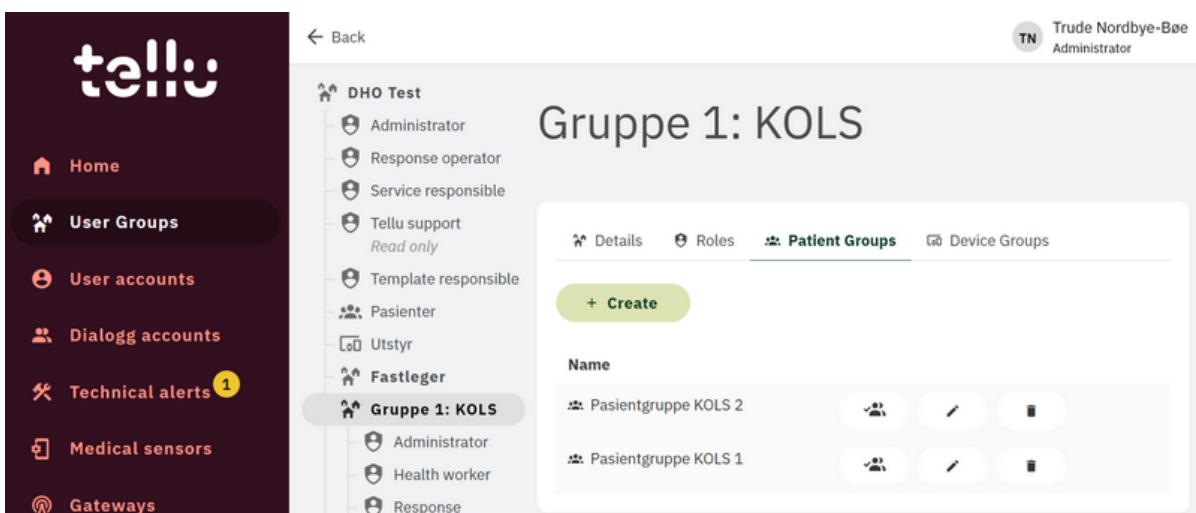 tellu
Home
User Groups
User accounts
Dialogg accounts
Technical alerts 1
Medical sensors
Gateways
Back
TN
Trude Nordbye-Bøe
Administrator
DHO Test
Administrator
Response operator
Service responsible
Tellu support
Read only
Template responsible
Pasienter
Utstyr
Fastleger
Gruppe 1: KOLS
Administrator
Health worker
Response
Gruppe 1: KOLS
Details Roles Patient Groups Device Groups
+ Create
Name
Pasientgruppe KOLS 2
Pasientgruppe KOLS 1